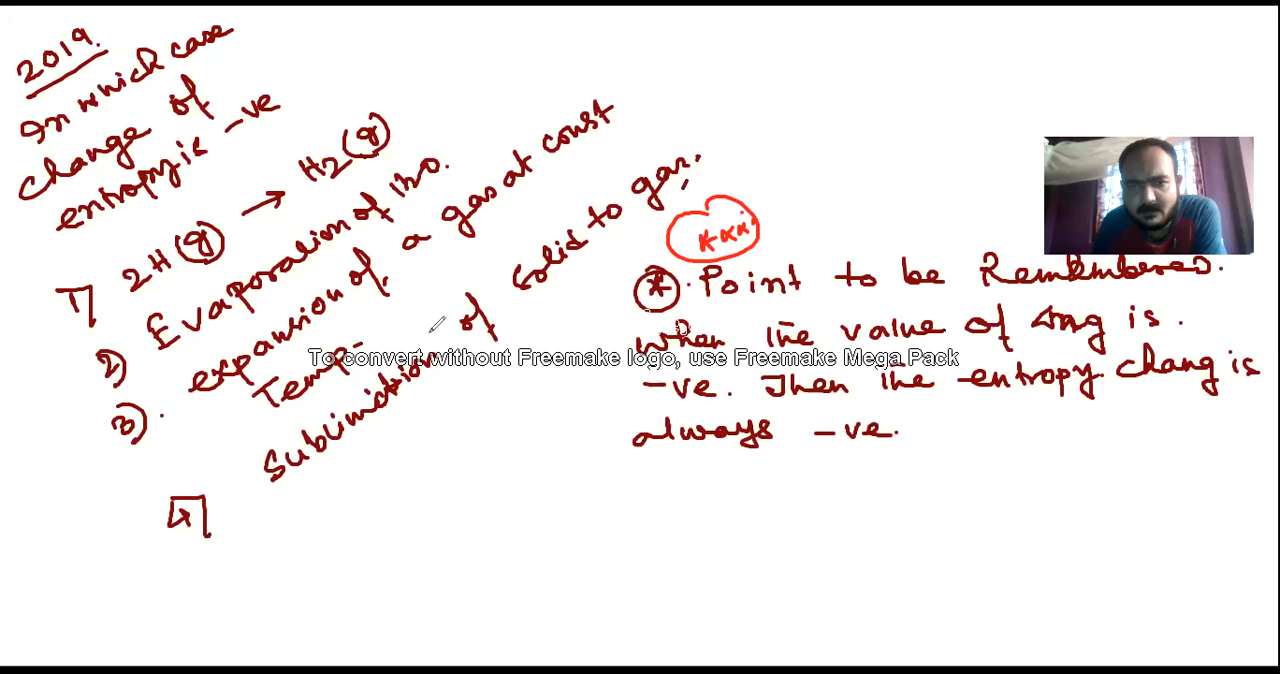 2019.
In which case
change of
entropy is -ve
1) 2H(g) → H2(g)
2) Evaporation of H2O.
3). expansion of a gas at const
Temp-
4) Sublimation of solid to gas.
***
* Point to be Remembered.
When the value of Δng is.
-ve. Then the entropy chang is
always -ve.
To convert without Freemake logo, use Freemake Mega Pack